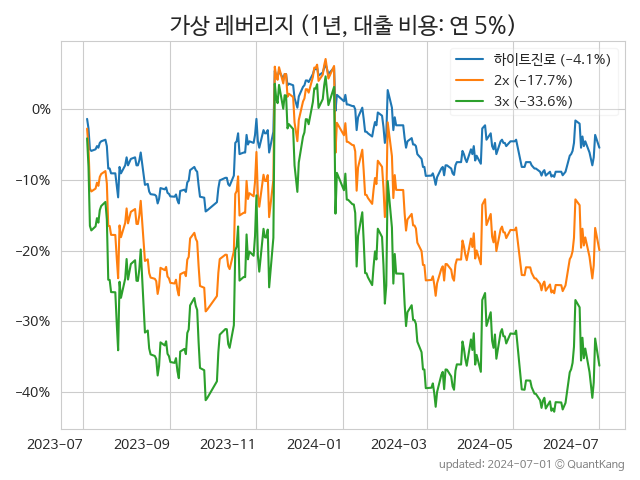 가상 레버리지 (1년, 대출 비용: 연 5%)
하이트진로 (−4.1%)
2x (−17.7%)
3x (−33.6%)
0%
−10%
−20%
−30%
−40%
2023-07
2023-09
2023-11
2024-01
2024-03
2024-05
2024-07
updated: 2024-07-01 © QuantKang